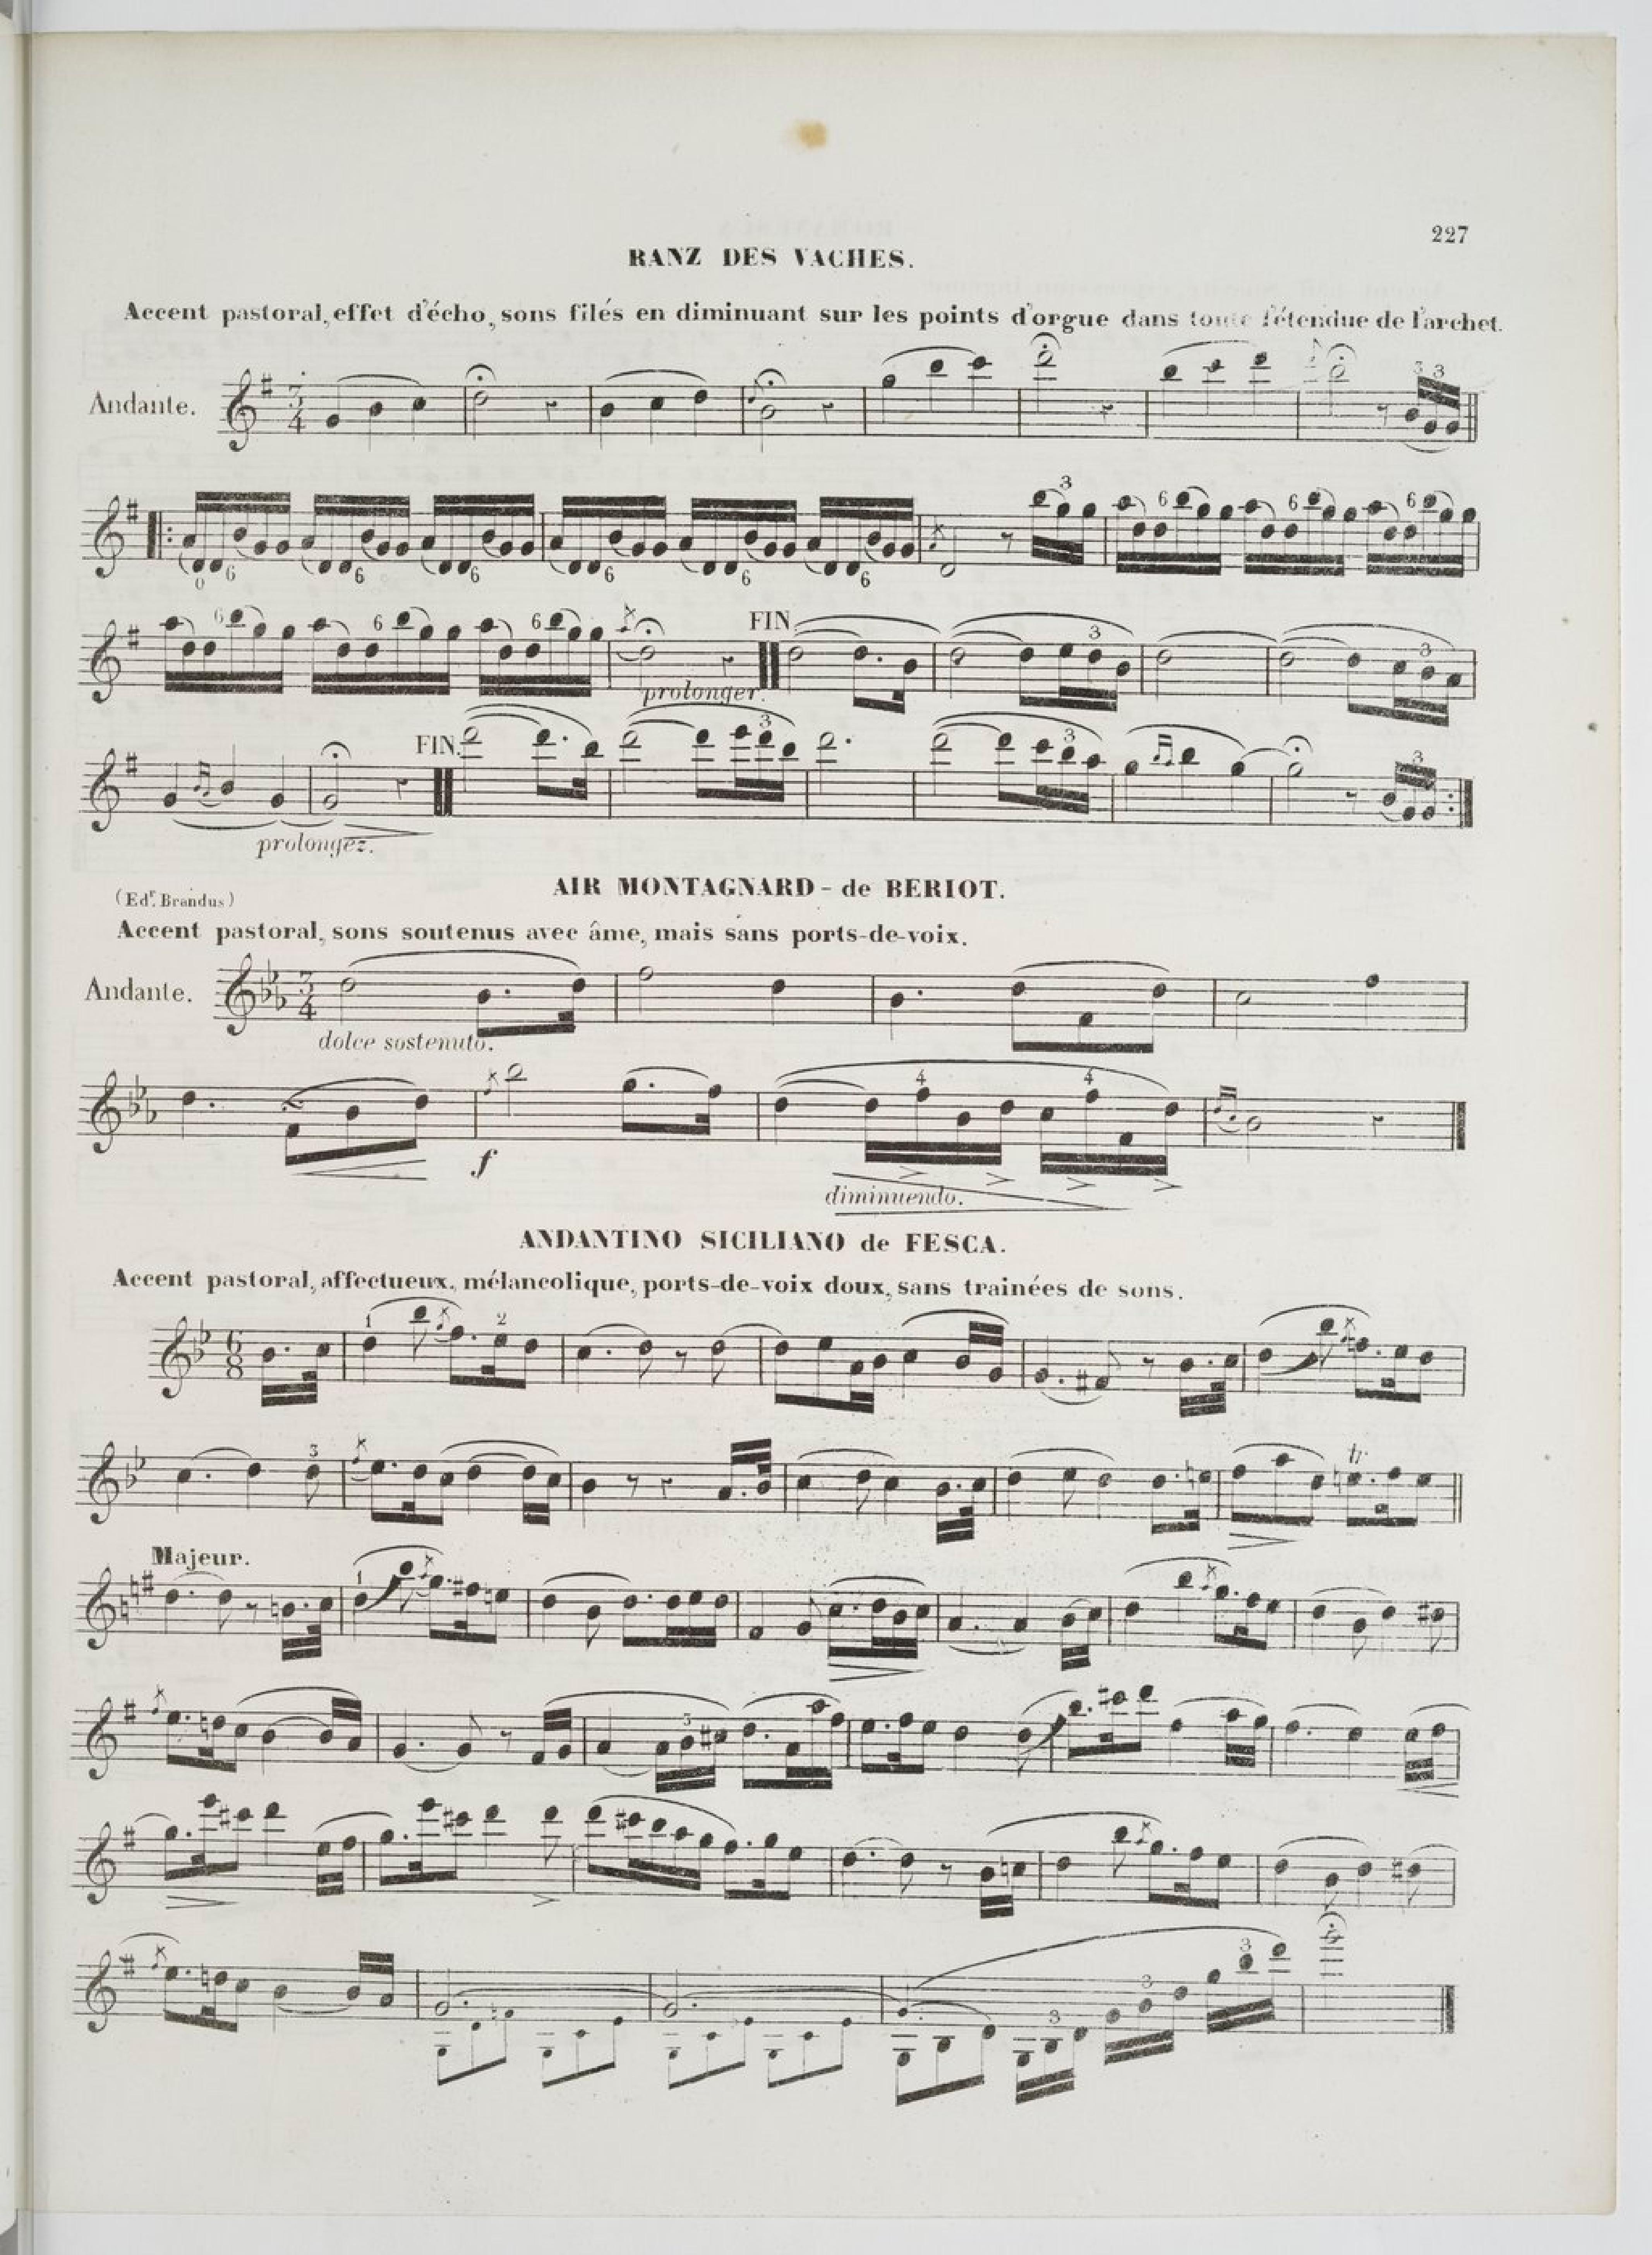 227
RANZ DES VACHES.
Accent pastoral, effet d'écho, sons filés en diminuant sur les points d'orgue dans toute l'étendue de l'archet.
Andante.
3 4
3 3
3
6 6 6
0 6 6 6 6 6 6
6 6 6 FIN. 3 3
prolonger.
FIN. 3 3 3
prolongez.
AIR MONTAGNARD - de BERIOT.
(Edr. Brandus)
Accent pastoral, sons soutenus avec âme, mais sans ports-de-voix.
Andante.
3 4
dolce sostenuto.
4 4
f
diminuendo.
ANDANTINO SICILIANO de FESCA.
Accent pastoral, affectueux, mélancolique, ports-de-voix doux, sans trainées de sons.
6 8
1 2
3 tr
Majeur.
1
3
3 3 3